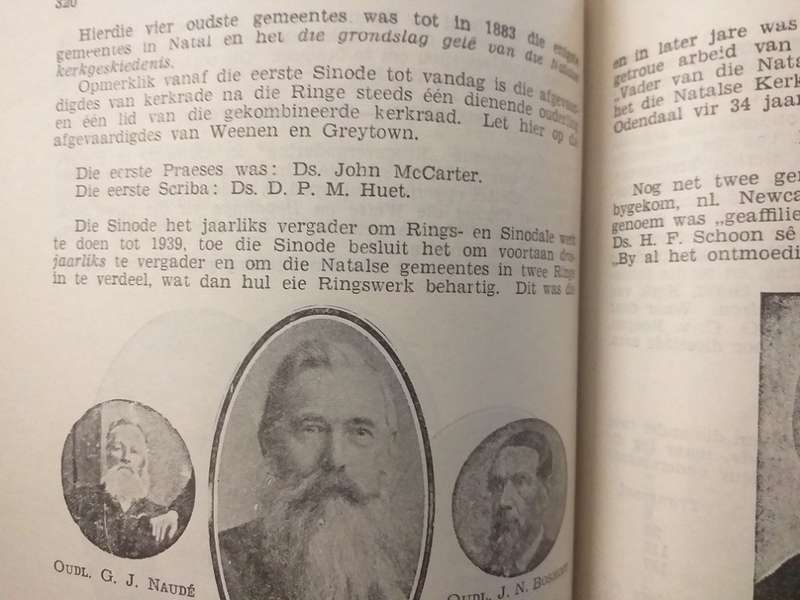 320
Hierdie vier oudste gemeentes was tot in 1883 die enigste
gemeentes in Natal en het die grondslag gelê van die Natalse
kerkgeskiedenis.
Opmerklik vanaf die eerste Sinode tot vandag is die afgevaar-
digdes van kerkrade na die Ringe steeds één dienende ouderling
en één lid van die gekombineerde kerkraad. Let hier op die
afgevaardigdes van Weenen en Greytown.
Die eerste Praeses was: Ds. John McCarter.
Die eerste Scriba: Ds. D. P. M. Huet.
Die Sinode het jaarliks vergader om Rings- en Sinodale werk
te doen tot 1939, toe die Sinode besluit het om voortaan drie-
jaarliks te vergader en om die Natalse gemeentes in twee Ringe
in te verdeel, wat dan hul eie Ringswerk behartig. Dit was die
OUDL. G. J. NAUDÉ
OUDL. J. N.
en in later jare was
getroue arbeid van
„Vader van die Nata
het die Natalse Kerk
Odendaal vir 34 jaar
Nog net twee gem
bygekom, nl. Newca
genoem was „geaffilie
Ds. H. F. Schoon sê
„By al het ontmoedi